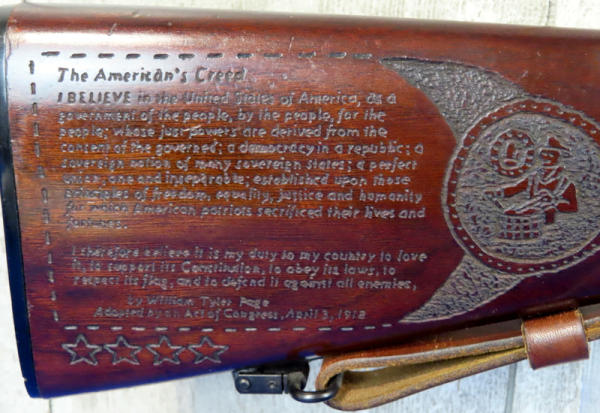 The American's Creed
I BELIEVE in the United States of America, as a
government of the people, by the people, for the
people; whose just powers are derived from the
consent of the governed; a democracy in a republic; a
sovereign nation of many sovereign states; a perfect
union, one and inseparable; established upon those
principles of freedom, equality, justice and humanity
for which American patriots sacrificed their lives and
fortunes.
I therefore believe it is my duty to my country to love
it, to support its Constitution, to obey its laws, to
respect its flag, and to defend it against all enemies,
by William Tyler Page
Adopted by an Act of Congress, April 3, 1918